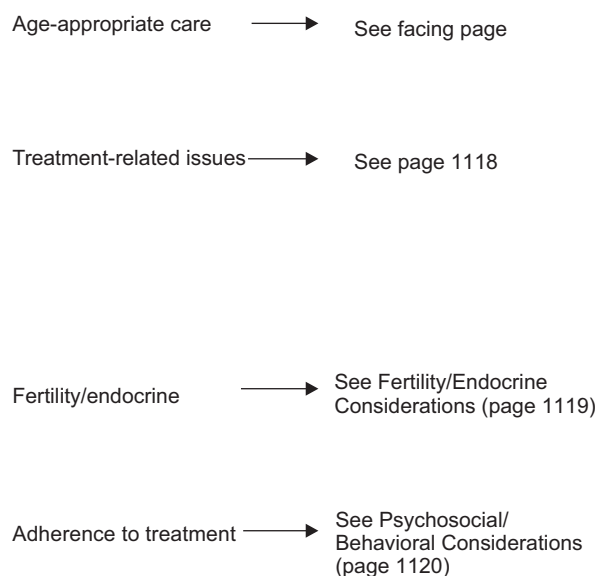 Age-appropriate care
See facing page
Treatment-related issues
See page 1118
Fertility/endocrine
See Fertility/Endocrine
Considerations (page 1119)
Adherence to treatment
See Psychosocial/
Behavioral Considerations
(page 1120)